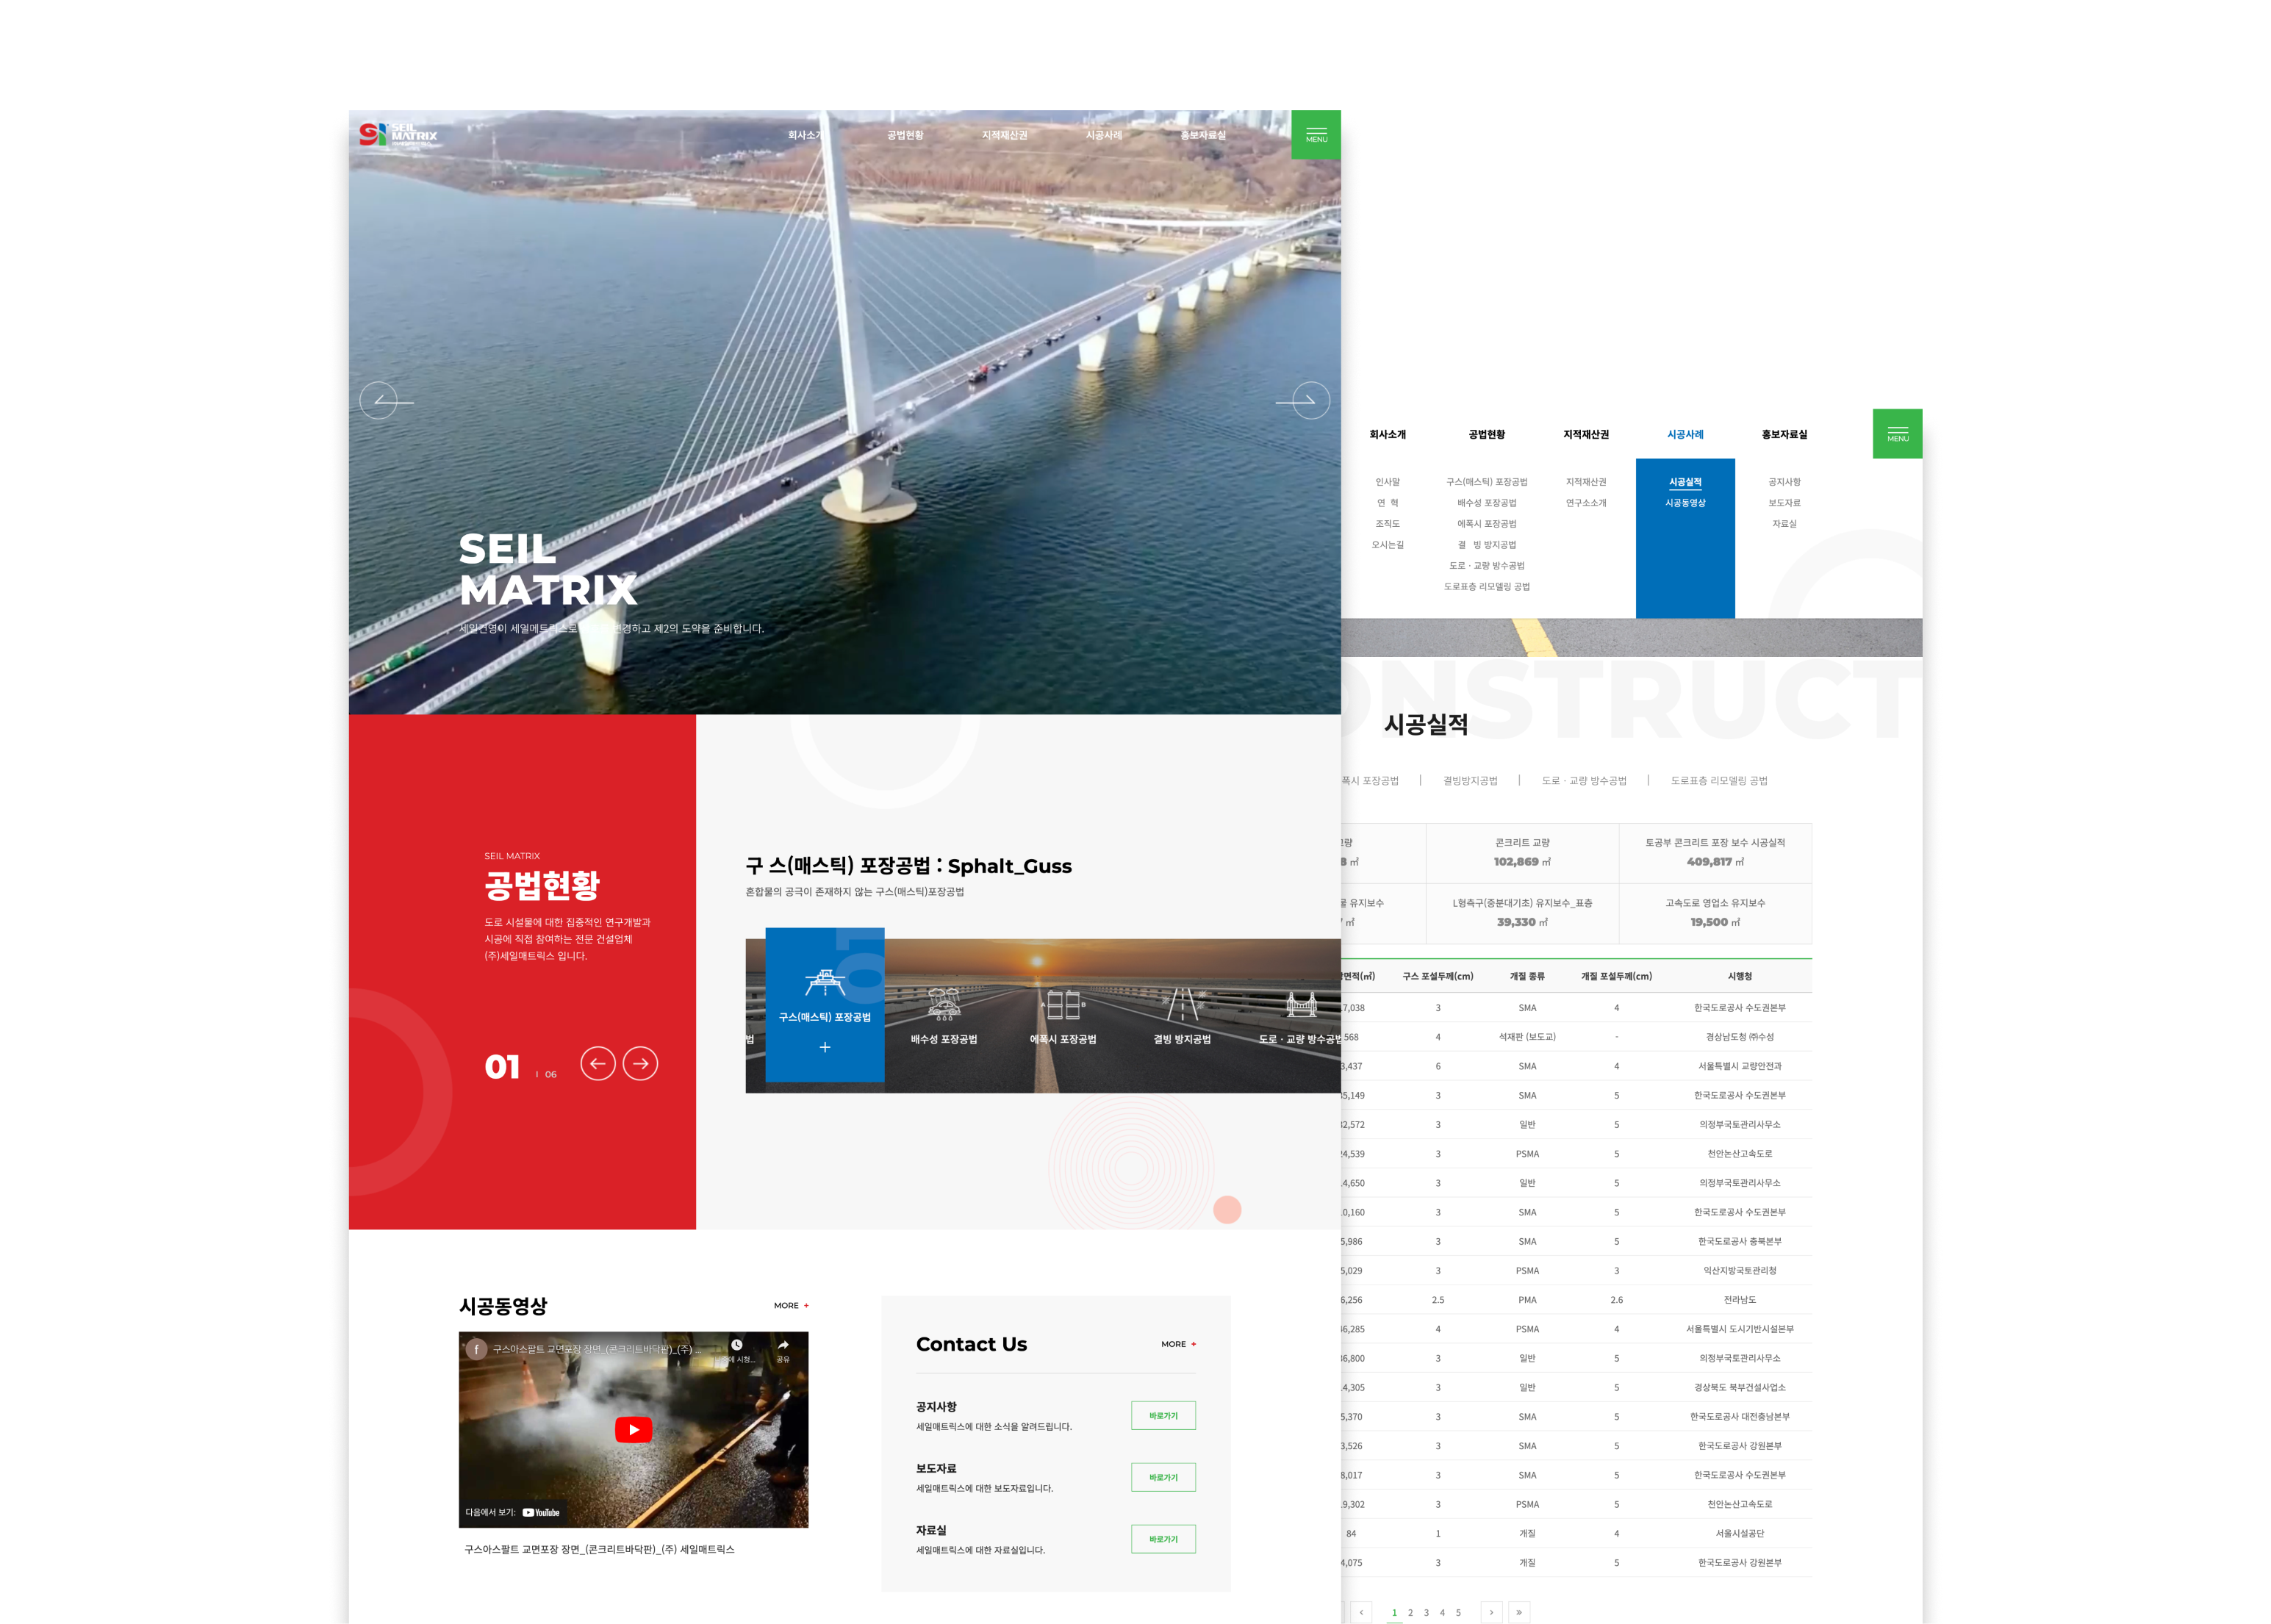 SEIL
MATRIX
회사소개
공법현황
지적재산권
시공사례
홍보자료실
MENU
SEIL
MATRIX
변경하고 제2의 도약을 준비합니다.
SEIL MATRIX
공법현황
도로 시설물에 대한 집중적인 연구개발과
시공에 직접 참여하는 전문 건설업체
(주)세일매트릭스 입니다.
01 06
구 스(매스틱) 포장공법 : Sphalt_Guss
혼합물의 공극이 존재하지 않는 구스(매스틱)포장공법
법
구스(매스틱) 포장공법
+
배수성 포장공법
A B
에폭시 포장공법
결빙 방지공법
도로 · 교량 방수공법
시공동영상
MORE +
f 구스아스팔트 교면포장 장면_(콘크리트바닥판)_(주) ...
공유
다음에서 보기: YouTube
구스아스팔트 교면포장 장면_(콘크리트바닥판)_(주) 세일매트릭스
Contact Us
MORE +
공지사항
세일매트릭스에 대한 소식을 알려드립니다.
바로가기
보도자료
세일매트릭스에 대한 보도자료입니다.
바로가기
자료실
세일매트릭스에 대한 자료실입니다.
바로가기
회사소개 공법현황 지적재산권 시공사례 홍보자료실
MENU
인사말 구스(매스틱) 포장공법 지적재산권 시공실적 공지사항
연 혁 배수성 포장공법 연구소소개 시공동영상 보도자료
조직도 에폭시 포장공법 자료실
오시는길 결 빙 방지공법
도로 · 교량 방수공법
도로표층 리모델링 공법
ONSTRUCT
시공실적
폭시 포장공법 | 결빙방지공법 | 도로 · 교량 방수공법 | 도로표층 리모델링 공법
량 콘크리트 교량 토공부 콘크리트 포장 보수 시공실적
8 ㎡ 102,869 ㎡ 409,817 ㎡
물 유지보수 L형측구(중분대기초) 유지보수_표층 고속도로 영업소 유지보수
㎡ 39,330 ㎡ 19,500 ㎡
면적(㎡) 구스 포설두께(cm) 개질 종류 개질 포설두께(cm) 시행청
7,038 3 SMA 4 한국도로공사 수도권본부
568 4 석재판 (보도교) - 경상남도청 ㈜수성
3,437 6 SMA 4 서울특별시 교량안전과
5,149 3 SMA 5 한국도로공사 수도권본부
32,572 3 일반 5 의정부국토관리사무소
24,539 3 PSMA 5 천안논산고속도로
4,650 3 일반 5 의정부국토관리사무소
0,160 3 SMA 5 한국도로공사 수도권본부
5,986 3 SMA 5 한국도로공사 충북본부
5,029 3 PSMA 3 익산지방국토관리청
6,256 2.5 PMA 2.6 전라남도
6,285 4 PSMA 4 서울특별시 도시기반시설본부
36,800 3 일반 5 의정부국토관리사무소
4,305 3 일반 5 경상북도 북부건설사업소
5,370 3 SMA 5 한국도로공사 대전충남본부
3,526 3 SMA 5 한국도로공사 강원본부
8,017 3 SMA 5 한국도로공사 수도권본부
9,302 3 PSMA 5 천안논산고속도로
84 1 개질 4 서울시설공단
4,075 3 개질 5 한국도로공사 강원본부
‹ 1 2 3 4 5 › »